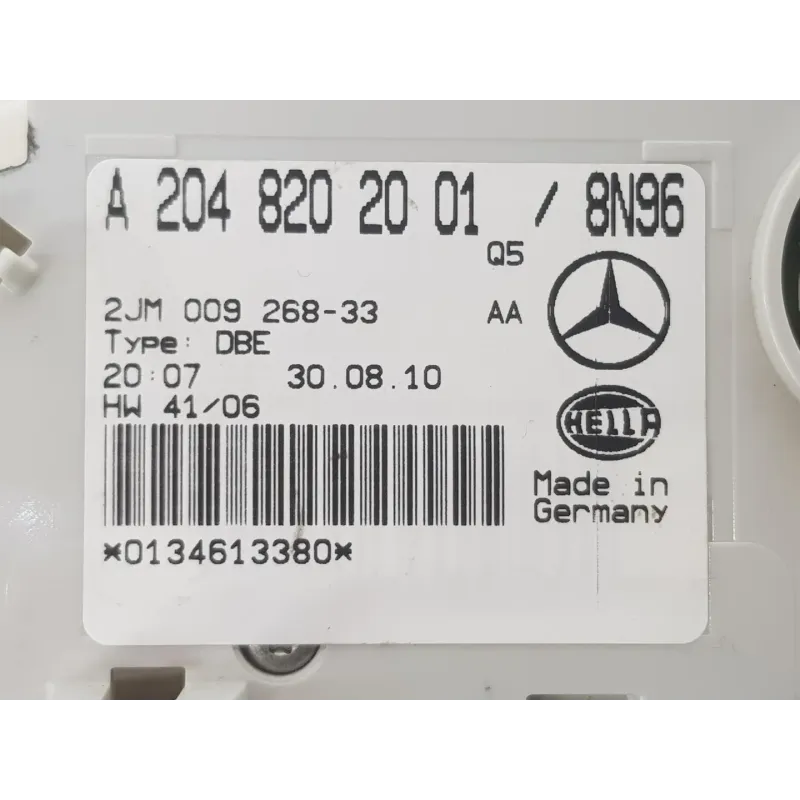 A 204 820 20 01 / 8N96
Q5
2JM 009 268-33 AA
Type: DBE
20:07 30.08.10
HW 41/06
HELLA
Made in
Germany
*0134613380*